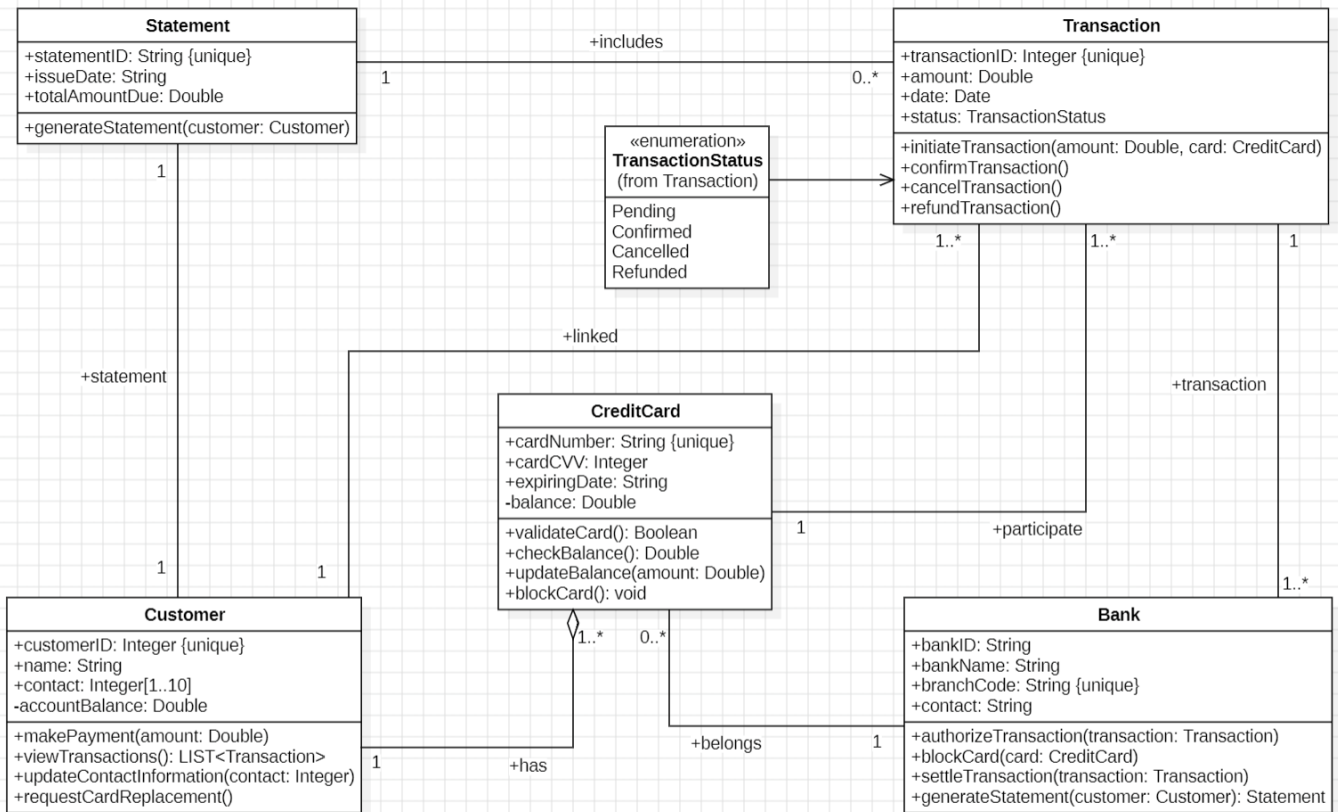 Statement
+statementID: String {unique}
+issueDate: String
+totalAmountDue: Double
+generateStatement(customer: Customer)
+includes
1
0..*
Transaction
+transactionID: Integer {unique}
+amount: Double
+date: Date
+status: TransactionStatus
+initiateTransaction(amount: Double, card: CreditCard)
+confirmTransaction()
+cancelTransaction()
+refundTransaction()
«enumeration»
TransactionStatus
(from Transaction)
Pending
Confirmed
Cancelled
Refunded
1
1..*
1..*
1
+linked
+statement
+transaction
CreditCard
+cardNumber: String {unique}
+cardCVV: Integer
+expiringDate: String
-balance: Double
+validateCard(): Boolean
+checkBalance(): Double
+updateBalance(amount: Double)
+blockCard(): void
1
+participate
1
1
1..*
1..*
0..*
Customer
+customerID: Integer {unique}
+name: String
+contact: Integer[1..10]
-accountBalance: Double
+makePayment(amount: Double)
+viewTransactions(): LIST<Transaction>
+updateContactInformation(contact: Integer)
+requestCardReplacement()
1
+has
+belongs
1
Bank
+bankID: String
+bankName: String
+branchCode: String {unique}
+contact: String
+authorizeTransaction(transaction: Transaction)
+blockCard(card: CreditCard)
+settleTransaction(transaction: Transaction)
+generateStatement(customer: Customer): Statement